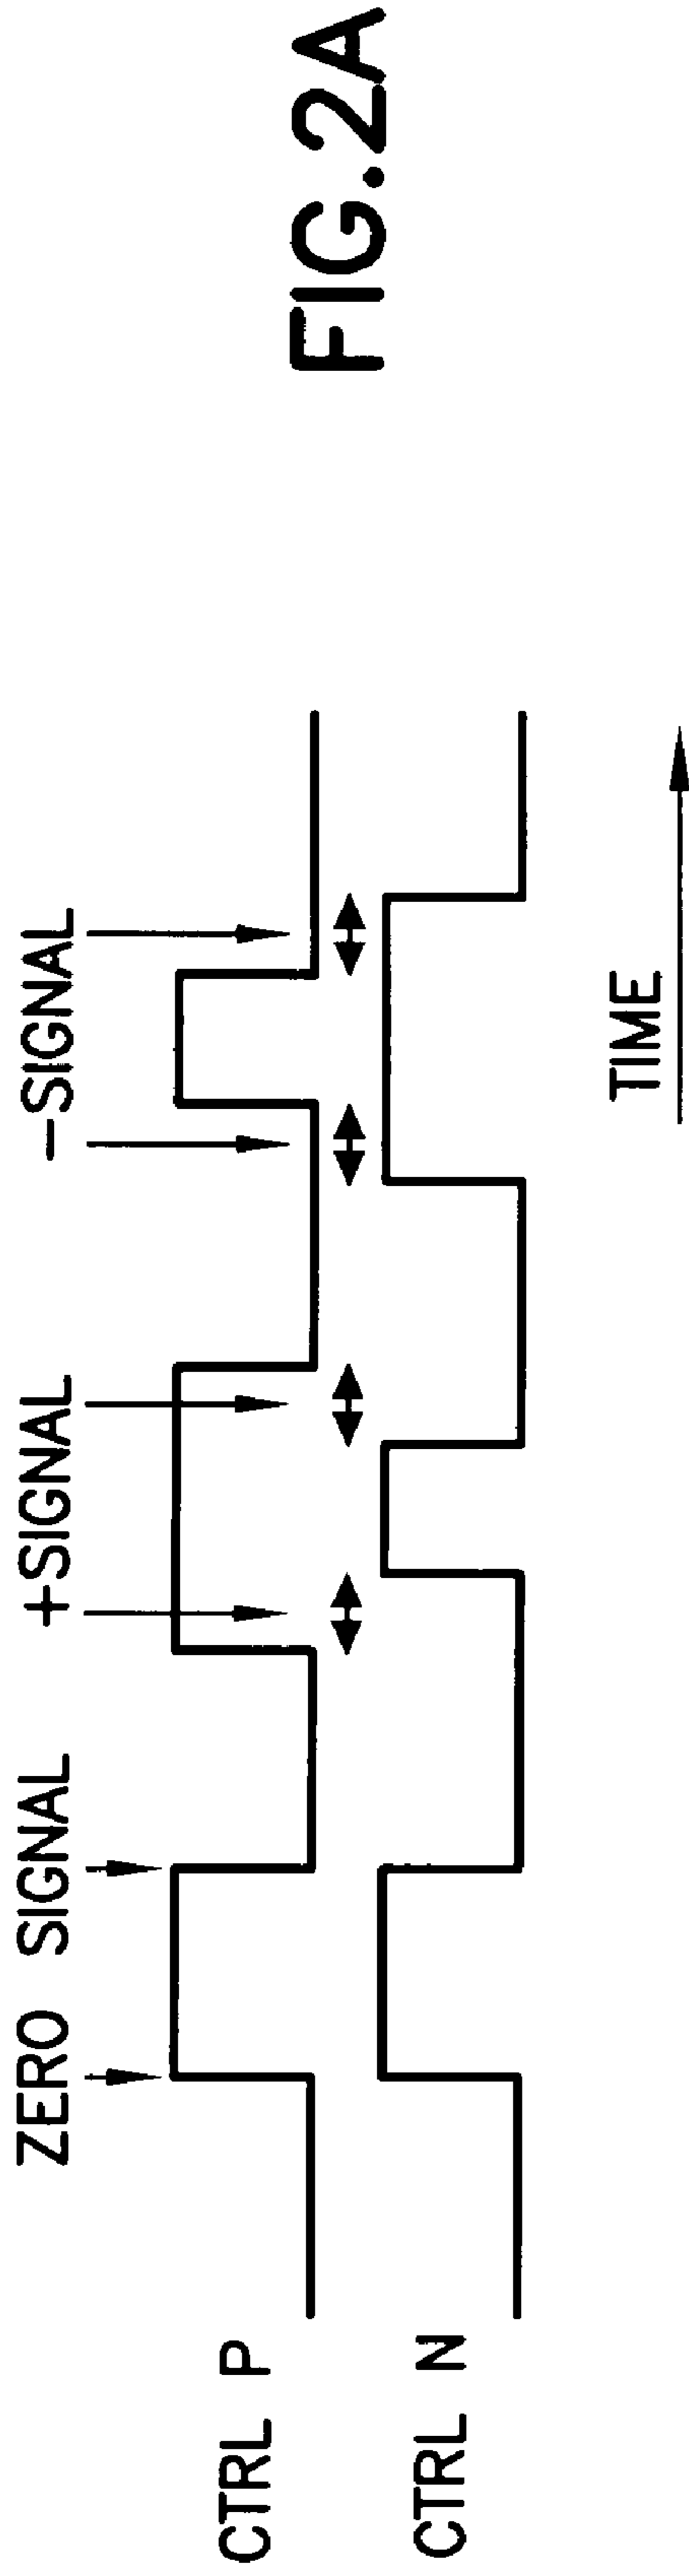 ZERO SIGNAL
+SIGNAL
−SIGNAL
CTRL P
CTRL N
TIME
FIG.2A